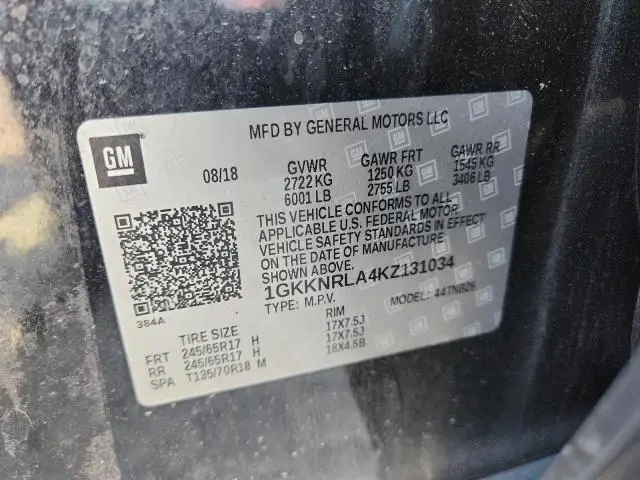 MFD BY GENERAL MOTORS LLC
GM
08/18
GVWR GAWR FRT GAWR RR
2722 KG 1250 KG 1545 KG
6001 LB 2755 LB 3406 LB
THIS VEHICLE CONFORMS TO ALL
APPLICABLE U.S. FEDERAL MOTOR
VEHICLE SAFETY STANDARDS IN EFFECT
ON THE DATE OF MANUFACTURE
SHOWN ABOVE.
1GKKNRLA4KZ131034
TYPE: M.P.V. MODEL: 44TNB26
384A
TIRE SIZE RIM
FRT 245/65R17 H 17X7.5J
RR 245/65R17 H 17X7.5J
SPA T135/70R18 M 18X4.5B